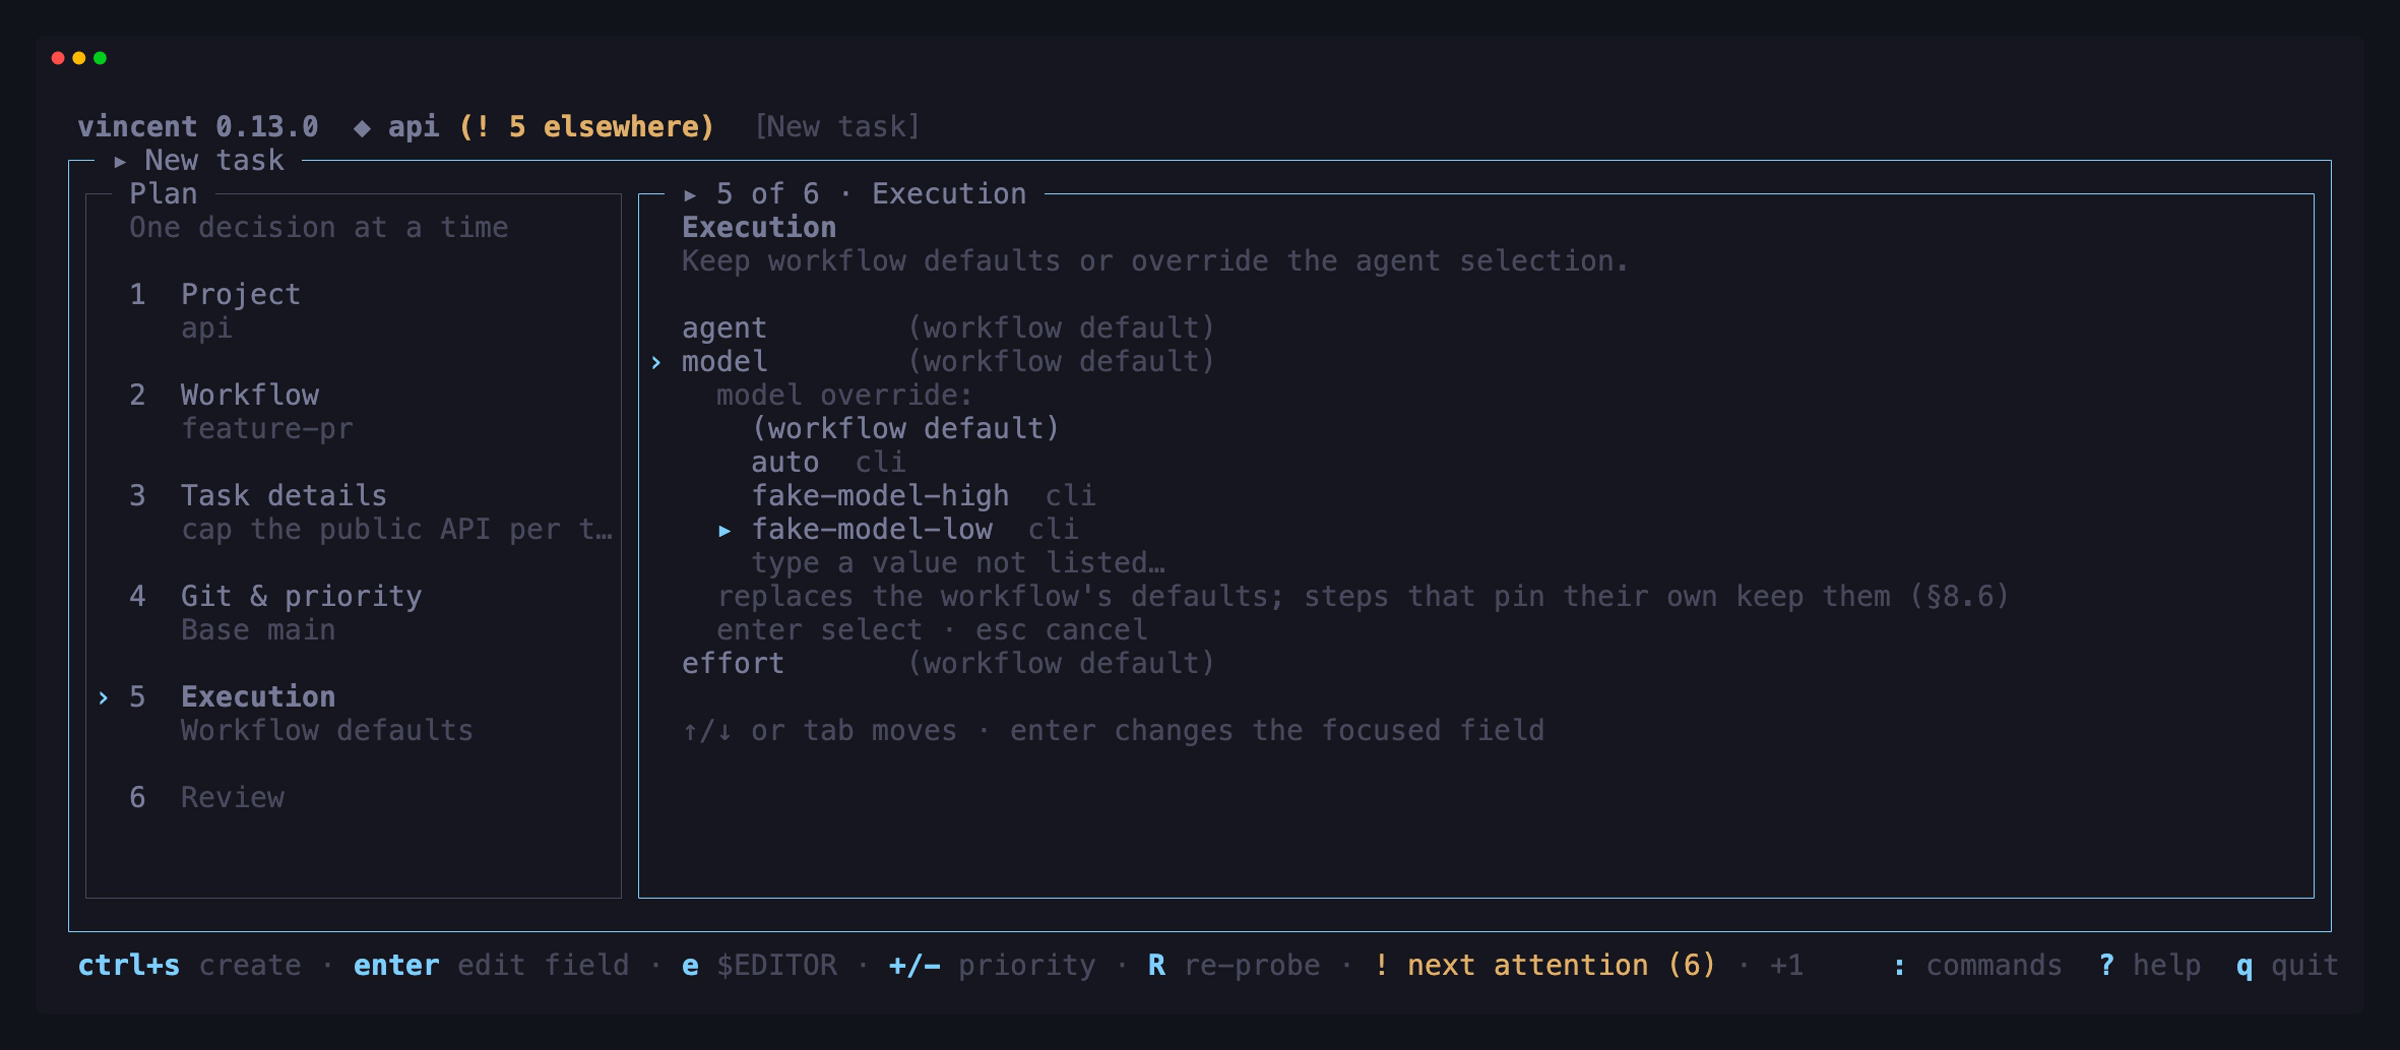 vincent 0.13.0  ◆ api (! 5 elsewhere)  [New task]
▸ New task
Plan
One decision at a time
1  Project
api
2  Workflow
feature-pr
3  Task details
cap the public API per t…
4  Git & priority
Base main
› 5  Execution
Workflow defaults
6  Review
▸ 5 of 6 · Execution
Execution
Keep workflow defaults or override the agent selection.
agent  (workflow default)
› model  (workflow default)
model override:
(workflow default)
auto  cli
fake-model-high  cli
▸ fake-model-low  cli
type a value not listed…
replaces the workflow's defaults; steps that pin their own keep them (§8.6)
enter select · esc cancel
effort  (workflow default)
↑/↓ or tab moves · enter changes the focused field
ctrl+s create · enter edit field · e $EDITOR · +/- priority · R re-probe · ! next attention (6) · +1  : commands  ? help  q quit